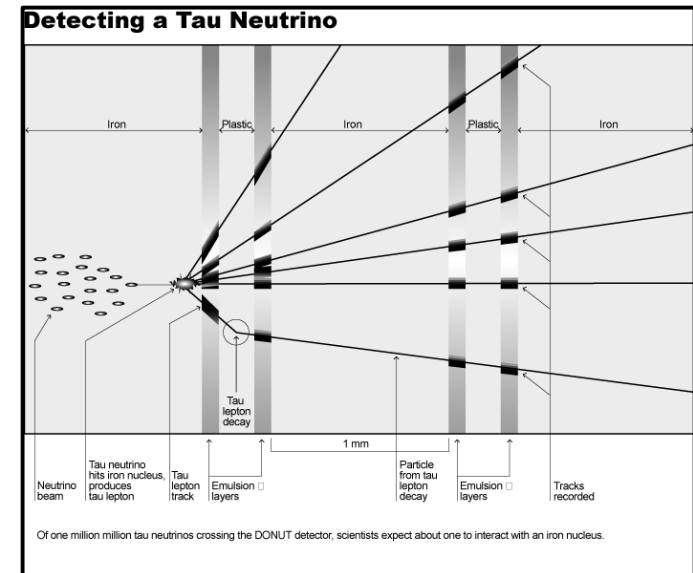 Detecting a Tau Neutrino
Iron
Plastic
Iron
Plastic
Iron
Tau
lepton
decay
1 mm
Neutrino
beam
Tau neutrino
hits iron nucleus,
produces
tau lepton
Tau
lepton
track
Emulsion □
layers
Particle
from tau
lepton
decay
Emulsion □
layers
Tracks
recorded
Of one million million tau neutrinos crossing the DONUT detector, scientists expect about one to interact with an iron nucleus.